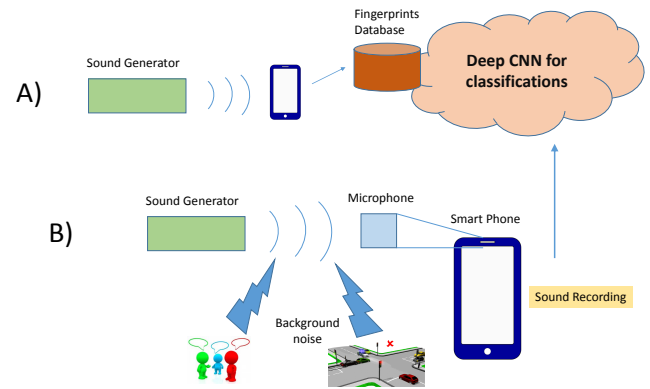 Fingerprints
Database
Deep CNN for
classifications
Sound Generator
A)
Sound Generator
Microphone
Smart Phone
B)
Sound Recording
Background
noise